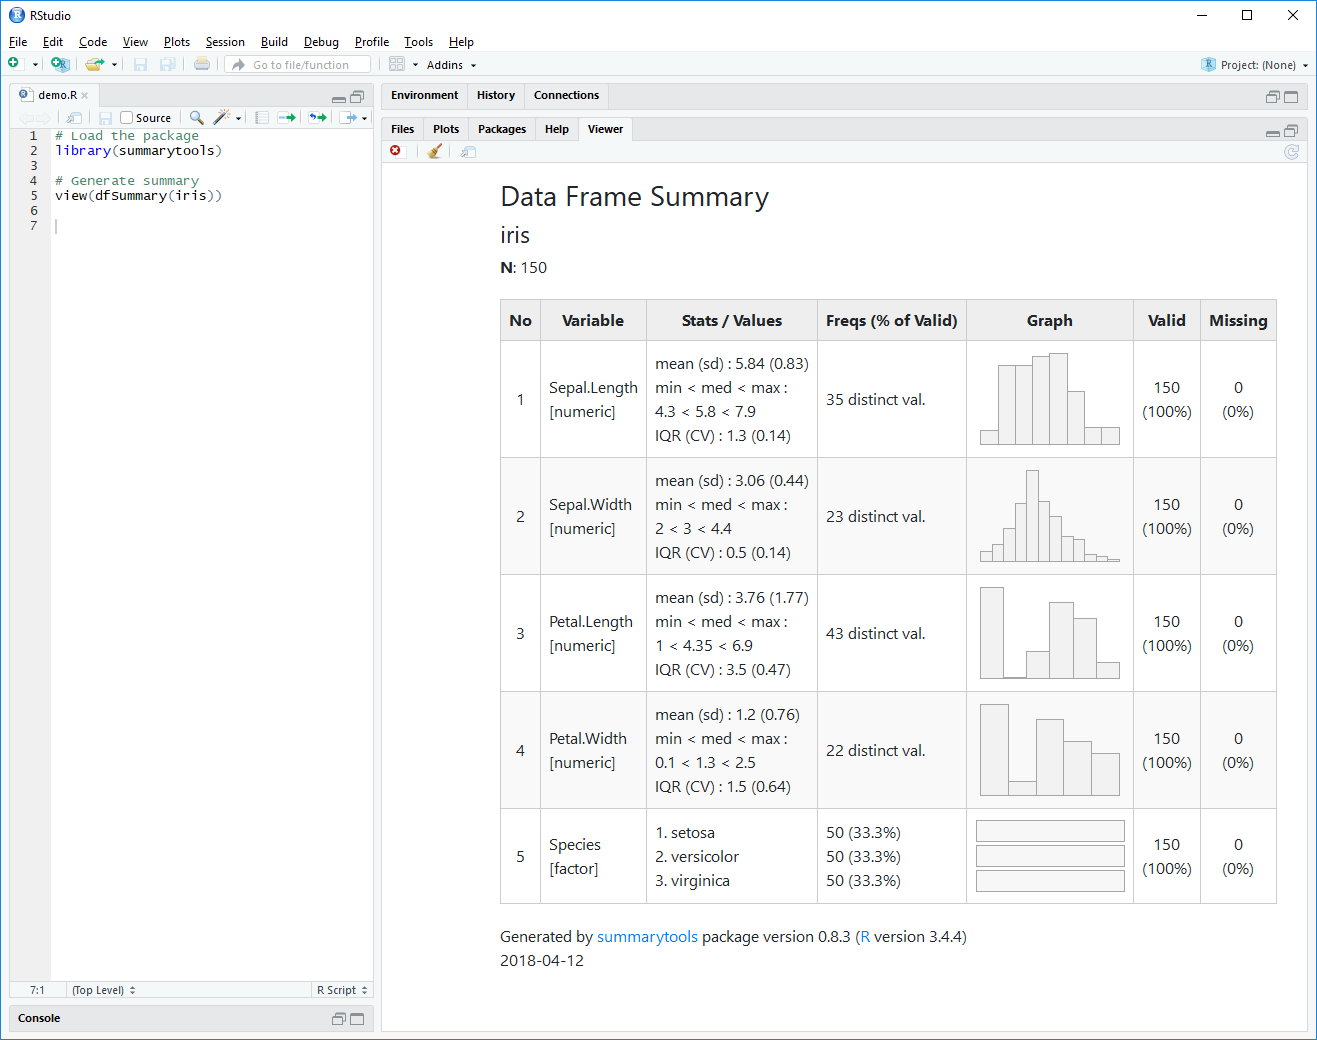 RStudio
File Edit Code View Plots Session Build Debug Profile Tools Help
Go to file/function Addins Project: (None)
demo.R
Source
1 # Load the package
2 library(summarytools)
3
4 # Generate summary
5 view(dfSummary(iris))
6
7
7:1 (Top Level) R Script
Console
Environment History Connections
Files Plots Packages Help Viewer
Data Frame Summary
iris
N: 150
No Variable Stats / Values Freqs (% of Valid) Graph Valid Missing
1
Sepal.Length
[numeric]
mean (sd) : 5.84 (0.83)
min < med < max :
4.3 < 5.8 < 7.9
IQR (CV) : 1.3 (0.14)
35 distinct val.
150
(100%)
0
(0%)
2
Sepal.Width
[numeric]
mean (sd) : 3.06 (0.44)
min < med < max :
2 < 3 < 4.4
IQR (CV) : 0.5 (0.14)
23 distinct val.
150
(100%)
0
(0%)
3
Petal.Length
[numeric]
mean (sd) : 3.76 (1.77)
min < med < max :
1 < 4.35 < 6.9
IQR (CV) : 3.5 (0.47)
43 distinct val.
150
(100%)
0
(0%)
4
Petal.Width
[numeric]
mean (sd) : 1.2 (0.76)
min < med < max :
0.1 < 1.3 < 2.5
IQR (CV) : 1.5 (0.64)
22 distinct val.
150
(100%)
0
(0%)
5
Species
[factor]
1. setosa
2. versicolor
3. virginica
50 (33.3%)
50 (33.3%)
50 (33.3%)
150
(100%)
0
(0%)
Generated by summarytools package version 0.8.3 (R version 3.4.4)
2018-04-12